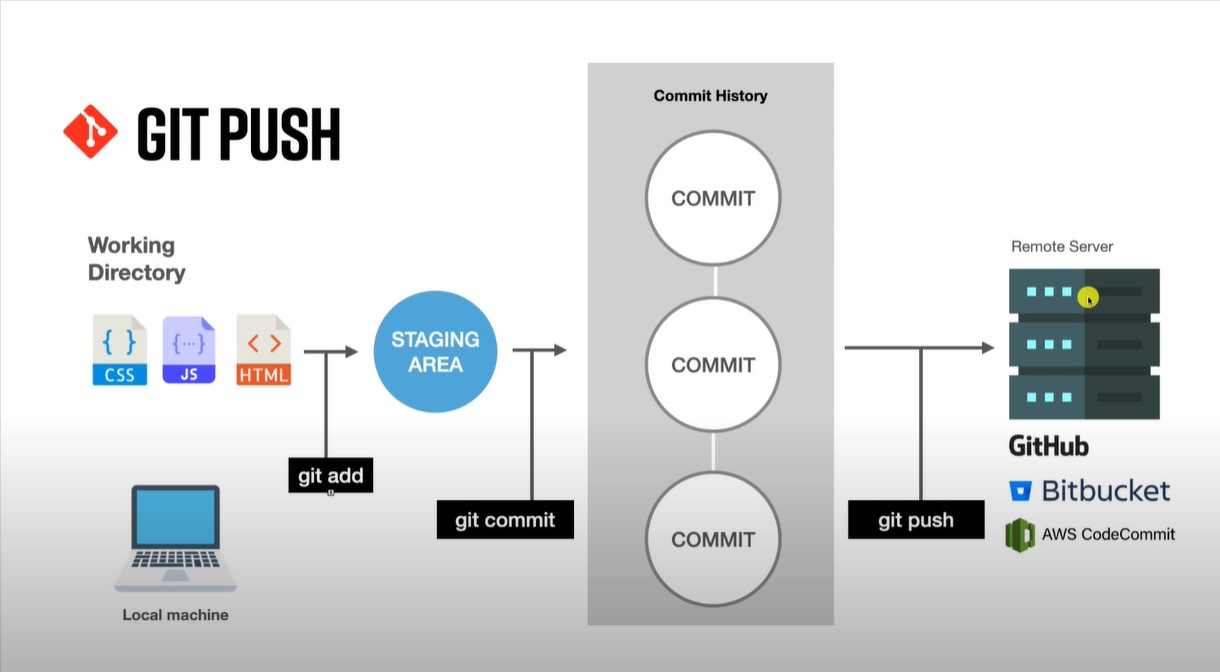 GIT PUSH
Working
Directory
{ } CSS
{...} JS
< > HTML
STAGING
AREA
git add
git commit
Local machine
Commit History
COMMIT
COMMIT
COMMIT
git push
Remote Server
GitHub
Bitbucket
AWS CodeCommit